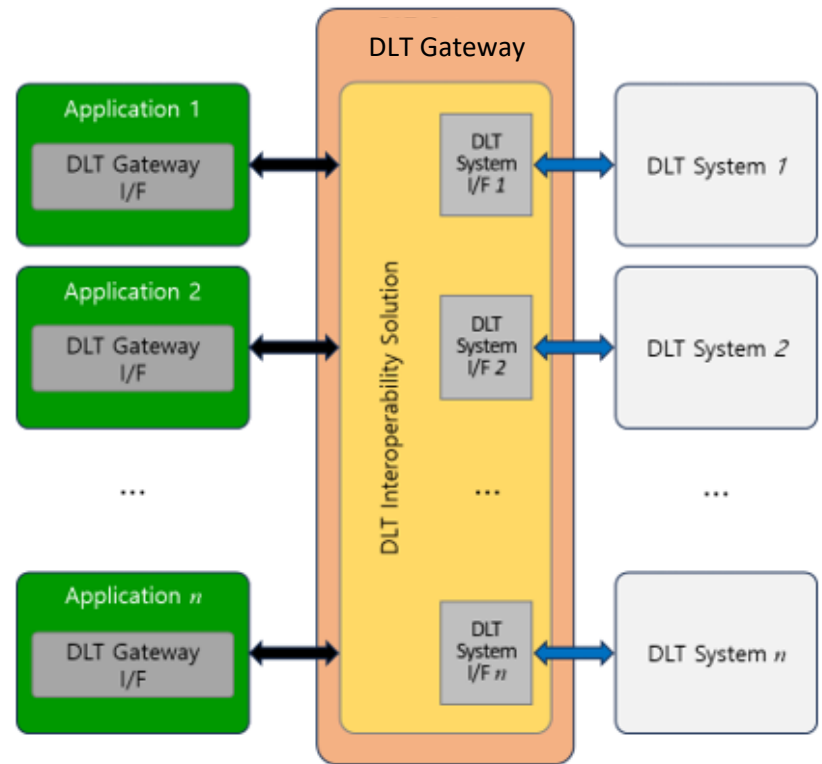 DLT Gateway
Application 1
DLT Gateway
I/F
DLT
System
I/F 1
DLT System 1
Application 2
DLT Gateway
I/F
DLT Interoperability Solution
DLT
System
I/F 2
DLT System 2
...
...
...
Application n
DLT Gateway
I/F
DLT
System
I/F n
DLT System n